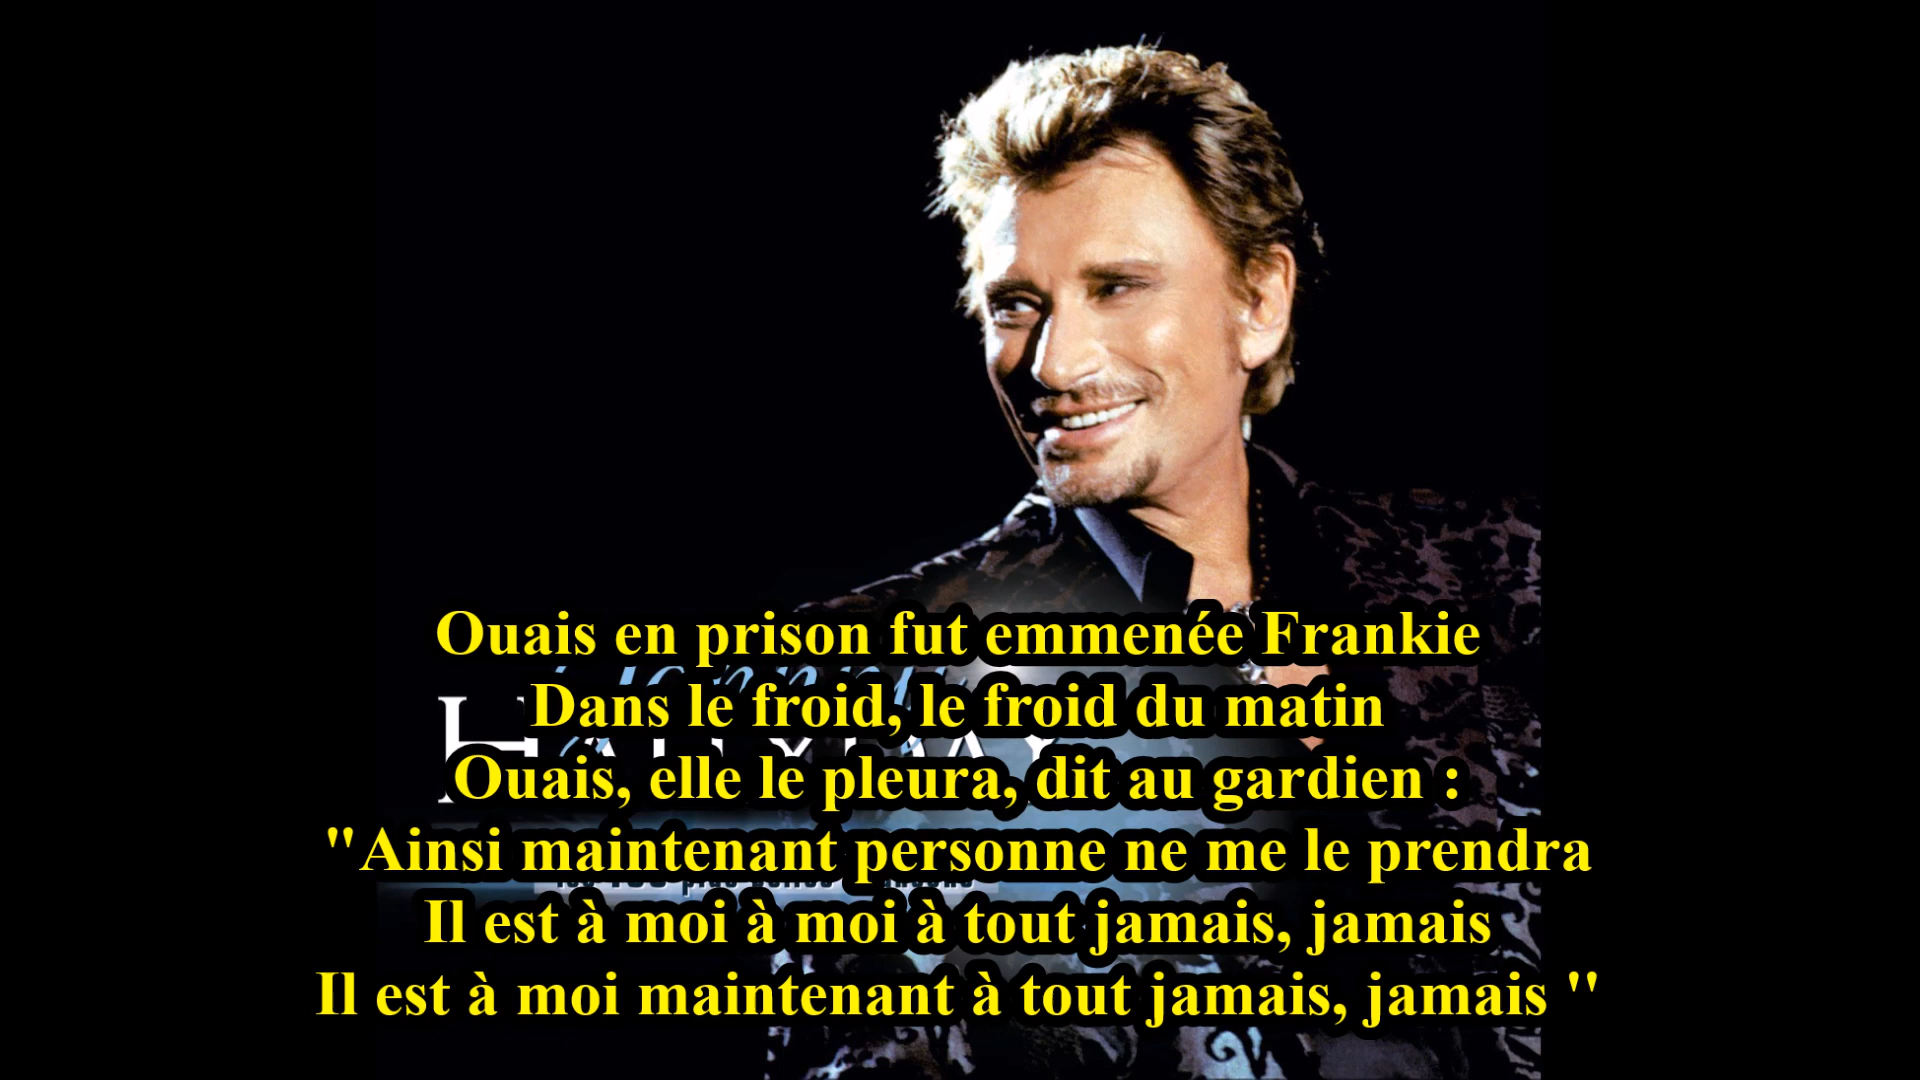 Ouais en prison fut emmenée Frankie
Dans le froid, le froid du matin
Ouais, elle le pleura, dit au gardien :
"Ainsi maintenant personne ne me le prendra
Il est à moi à moi à tout jamais, jamais
Il est à moi maintenant à tout jamais, jamais "